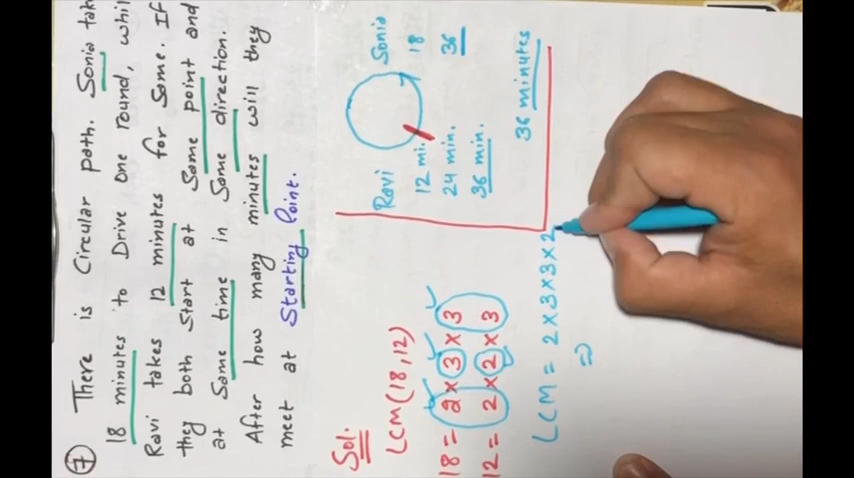 7 There is Circular path. Sonia tak
18 minutes to Drive One round, whil
Ravi takes 12 minutes for Same. If
they both Start at Same point and
at Same time in Same direction.
After how many minutes will they
meet at Starting Point.
Sol.
LCM(18,12)
18 = 2 × 3 × 3
12 = 2 × 2 × 3
LCM = 2×3×3×2
⇒
Ravi Sonia
12 mi. 18
24 min.
36 min. 36
36 minutes